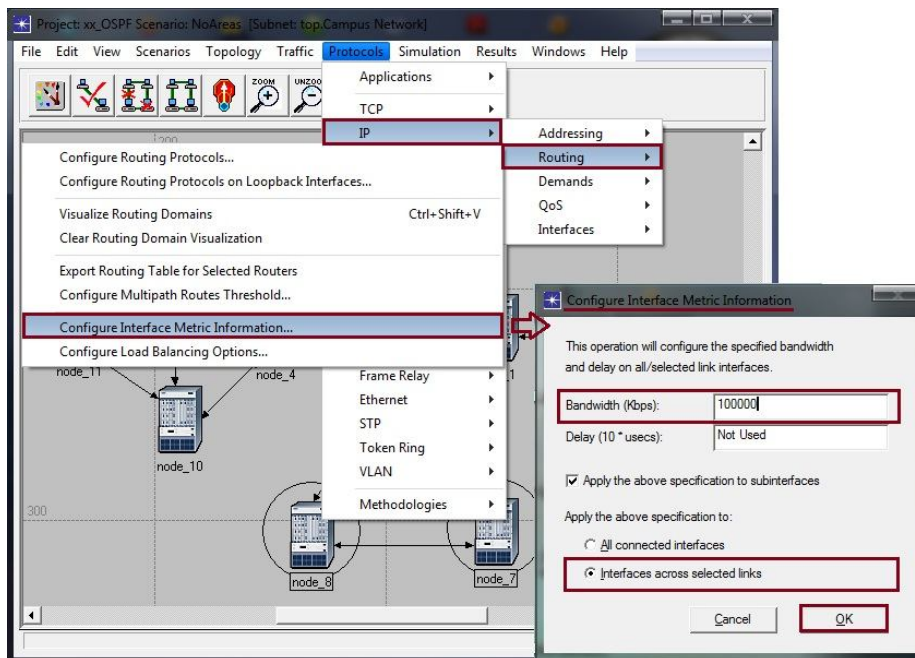 Project: xx_OSPF Scenario: NoAreas [Subnet: top.Campus Network]
File Edit View Scenarios Topology Traffic Protocols Simulation Results Windows Help
ZOOM
UNZOO
Applications
TCP
IP
Addressing
Routing
Demands
QoS
Interfaces
200
Configure Routing Protocols...
Configure Routing Protocols on Loopback Interfaces...
Visualize Routing Domains Ctrl+Shift+V
Clear Routing Domain Visualization
Export Routing Table for Selected Routers
Configure Multipath Routes Threshold...
Configure Interface Metric Information...
Configure Load Balancing Options...
node_11
node_4
_1
Frame Relay
Ethernet
STP
Token Ring
VLAN
Methodologies
node_10
300
node_8
node_7
Configure Interface Metric Information
This operation will configure the specified bandwidth
and delay on all/selected link interfaces.
Bandwidth (Kbps): 100000
Delay (10 * usecs): Not Used
Apply the above specification to subinterfaces
Apply the above specification to:
All connected interfaces
Interfaces across selected links
Cancel OK